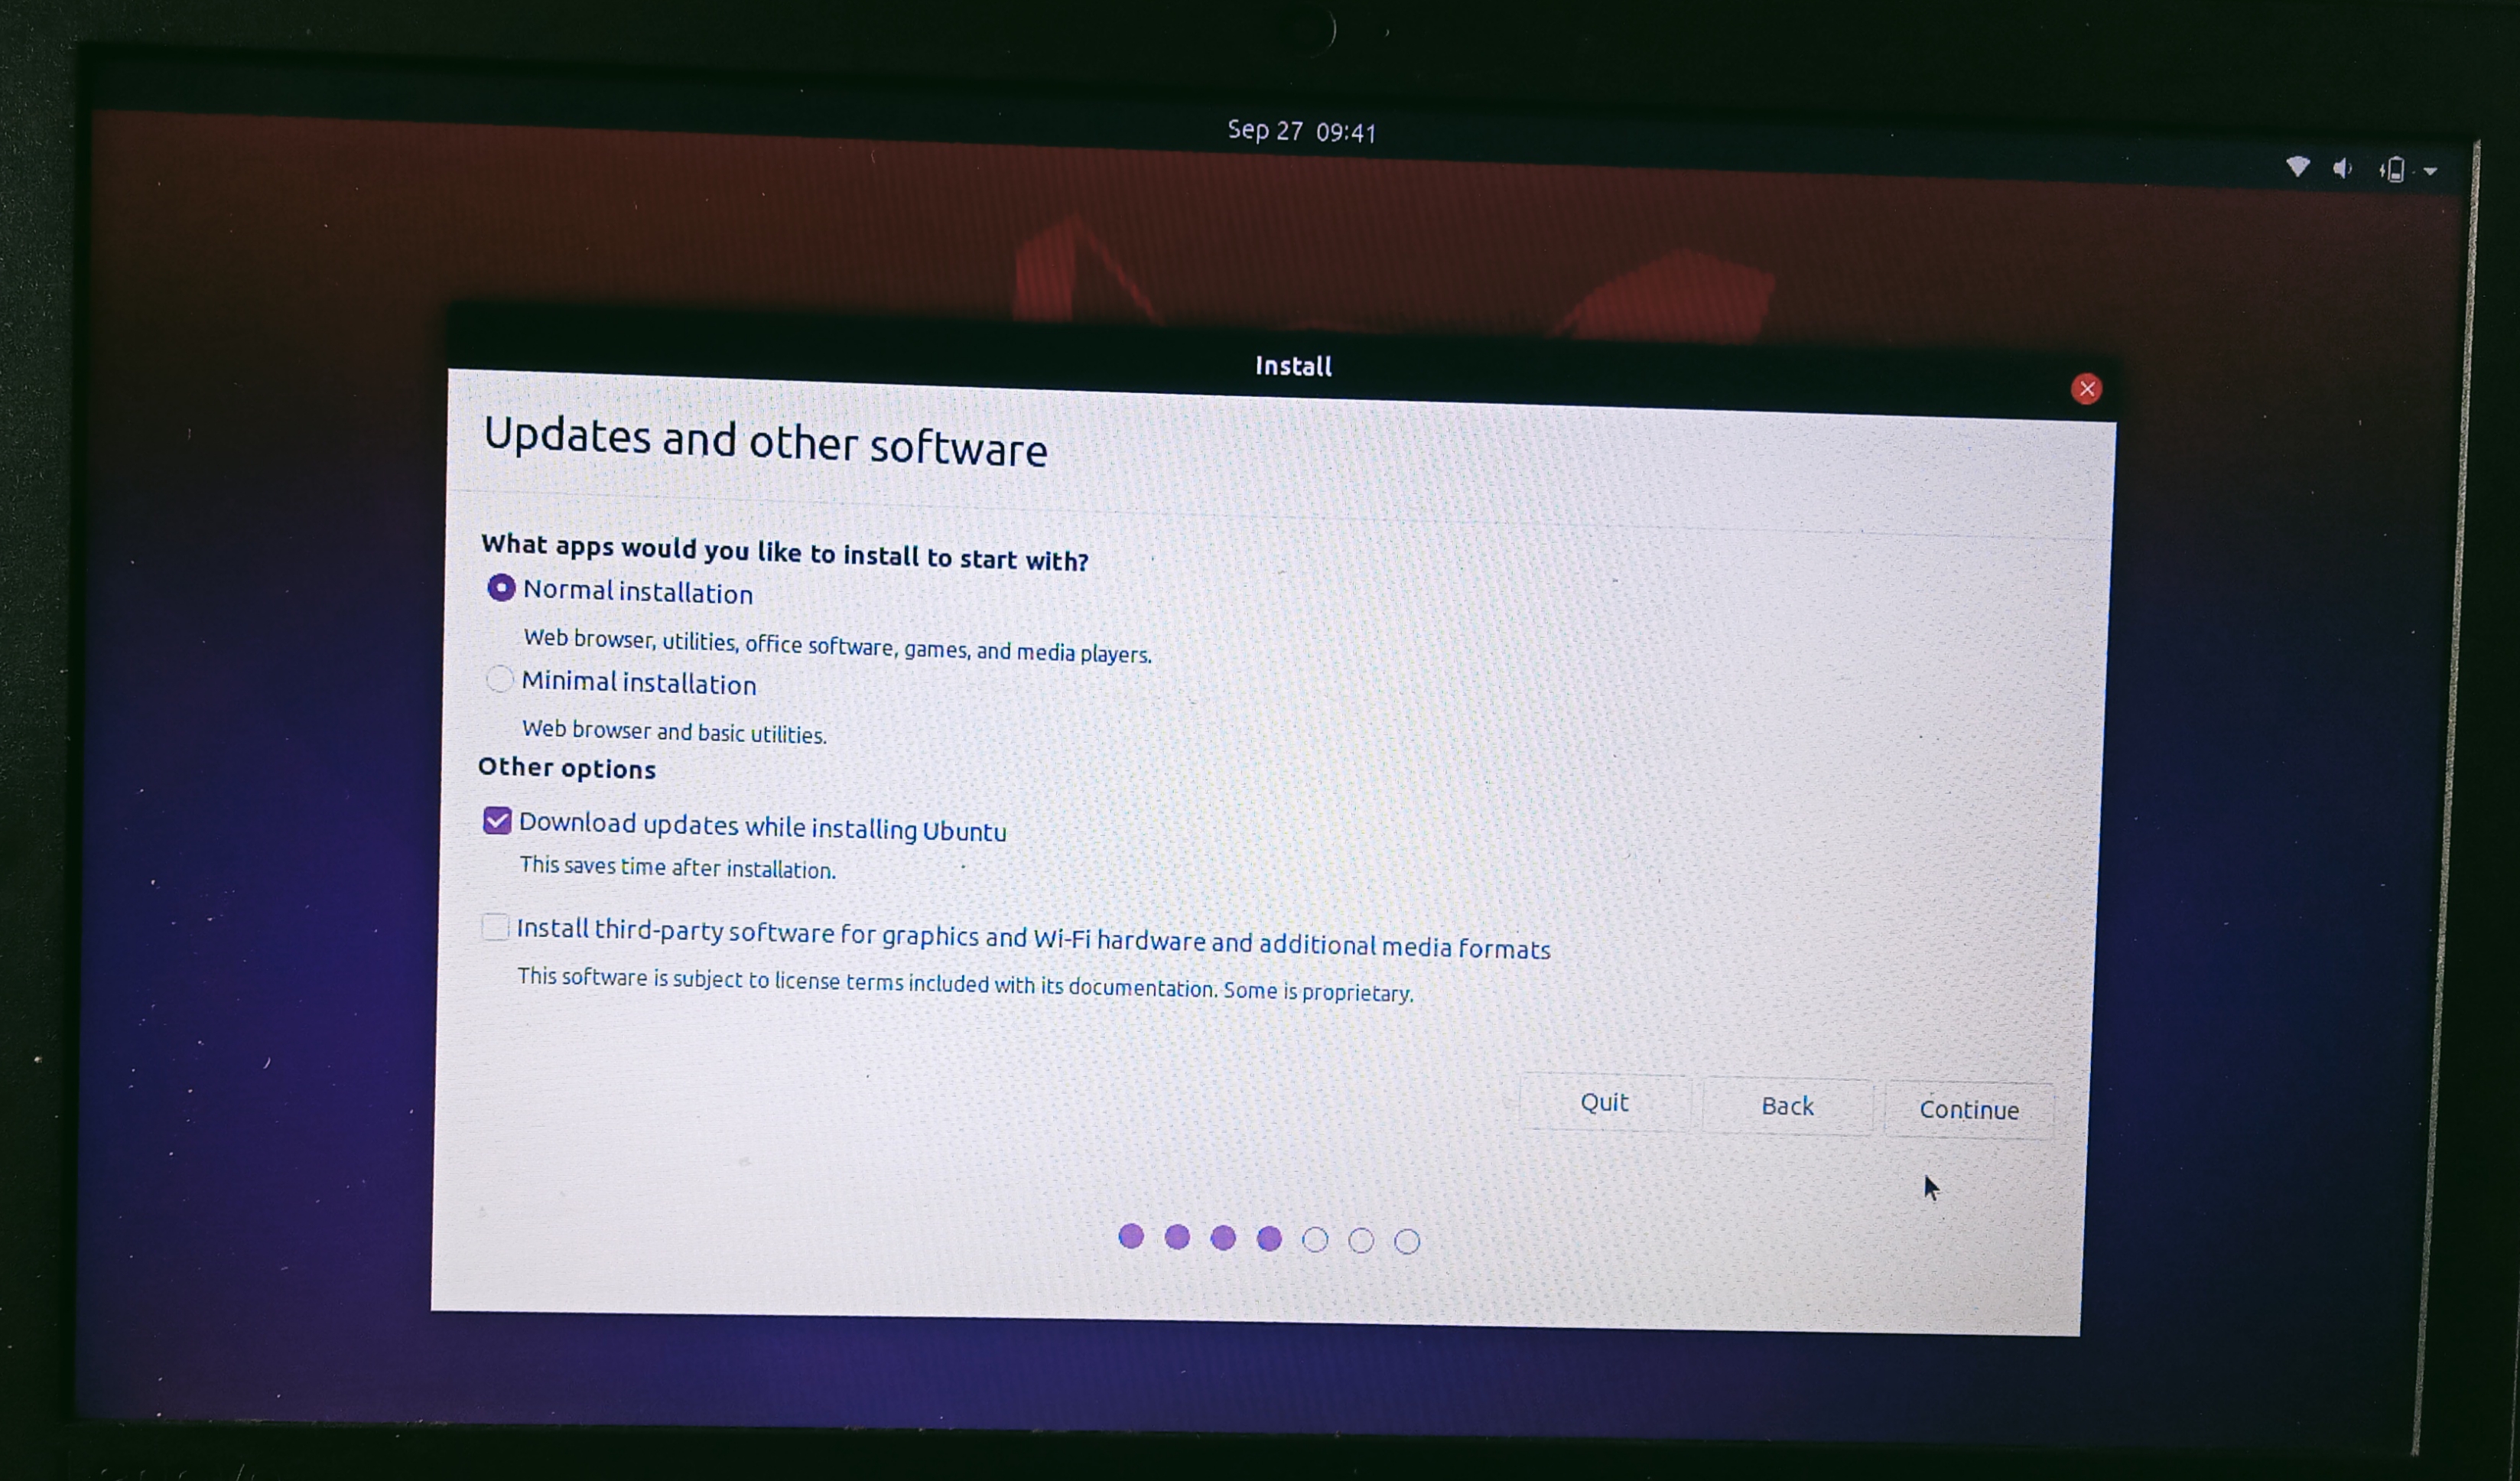 Sep 27 09:41
Install
Updates and other software
What apps would you like to install to start with?
Normal installation
Web browser, utilities, office software, games, and media players.
Minimal installation
Web browser and basic utilities.
Other options
Download updates while installing Ubuntu
This saves time after installation.
Install third-party software for graphics and Wi-Fi hardware and additional media formats
This software is subject to license terms included with its documentation. Some is proprietary.
Quit Back Continue